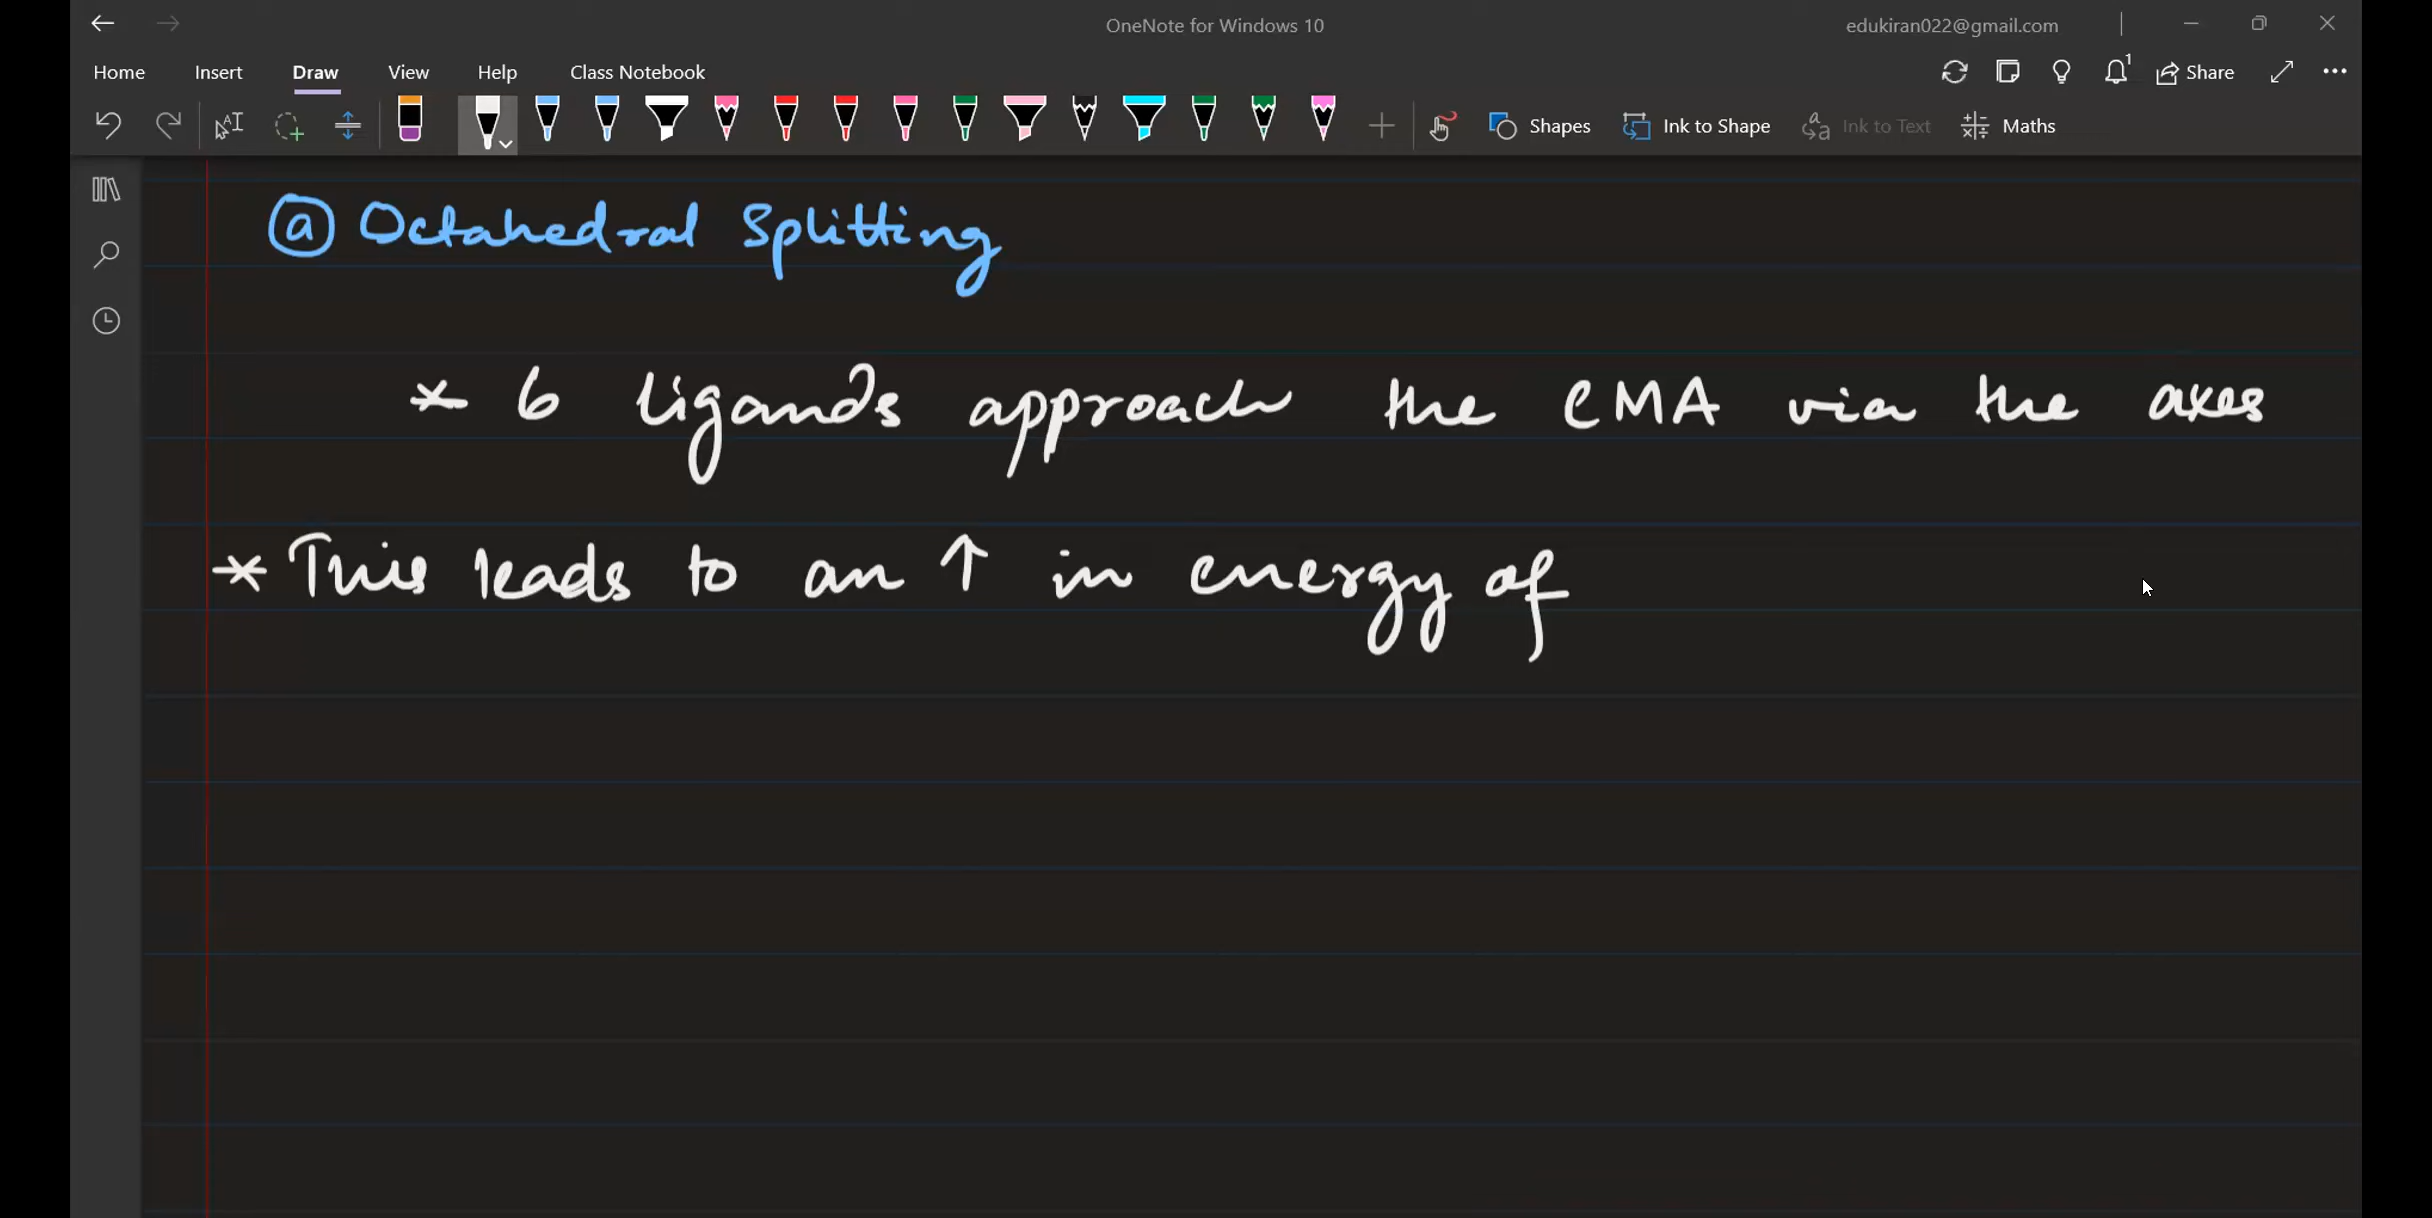 OneNote for Windows 10
edukiran022@gmail.com
Home Insert Draw View Help Class Notebook
1 Share
Shapes Ink to Shape Ink to Text Maths
ⓐ Octahedral Splitting
* 6 ligands approach the CMA via the axes
* This leads to an ↑ in energy of